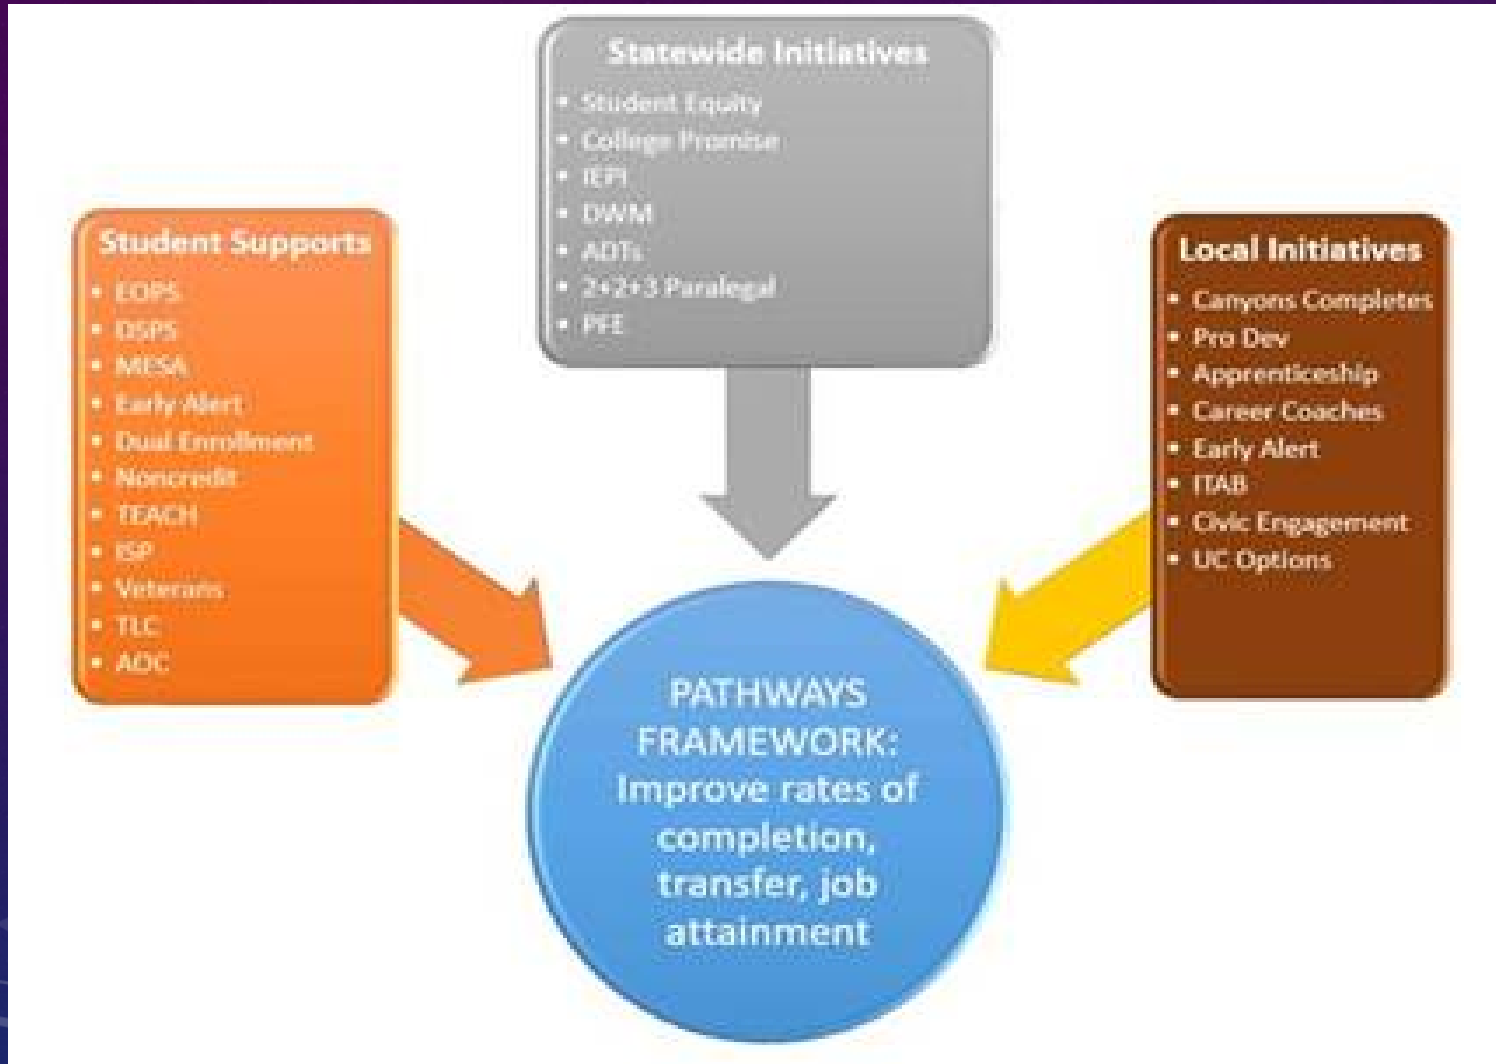 Statewide Initiatives
• Student Equity
• College Promise
• IEPI
• DWM
• ADTs
• 2+2+3 Paralegal
• PFE
Student Supports
• EOPS
• DSPS
• MESA
• Early Alert
• Dual Enrollment
• Noncredit
• TEACH
• ISP
• Veterans
• TLC
• AOC
Local Initiatives
• Canyons Completes
• Pro Dev
• Apprenticeship
• Career Coaches
• Early Alert
• ITAB
• Civic Engagement
• UC Options
PATHWAYS
FRAMEWORK:
Improve rates of
completion,
transfer, job
attainment